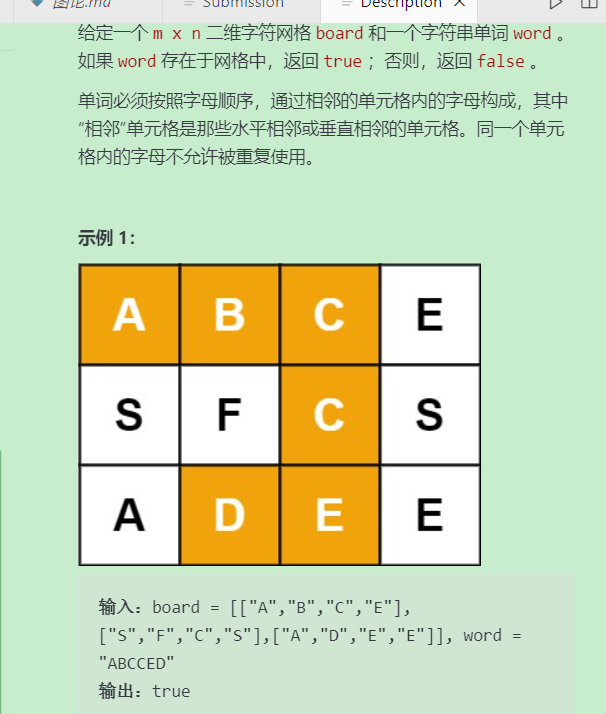 图论.md Submission Description
给定一个 m x n 二维字符网格 board 和一个字符串单词 word 。
如果 word 存在于网格中，返回 true ；否则，返回 false 。
单词必须按照字母顺序，通过相邻的单元格内的字母构成，其中
“相邻”单元格是那些水平相邻或垂直相邻的单元格。同一个单元
格内的字母不允许被重复使用。
示例 1：
A B C E
S F C S
A D E E
输入：board = [["A","B","C","E"],
["S","F","C","S"],["A","D","E","E"]], word =
"ABCCED"
输出：true